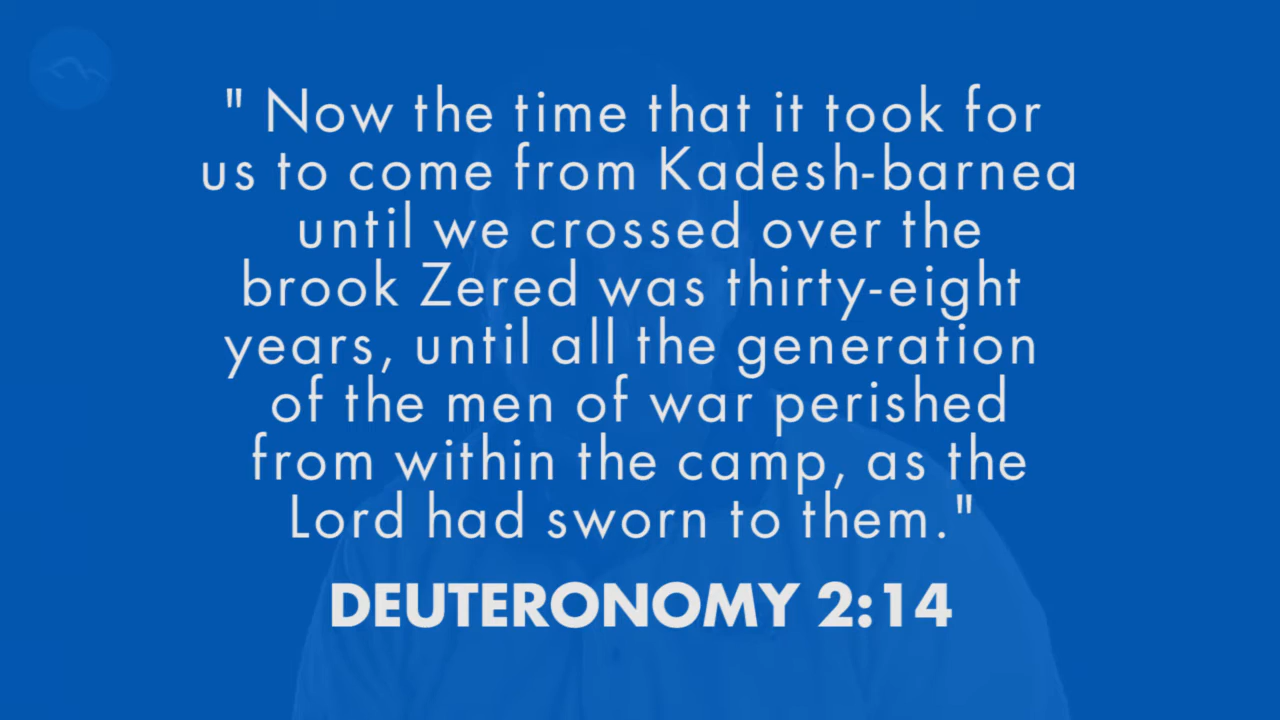 " Now the time that it took for
us to come from Kadesh-barnea
until we crossed over the
brook Zered was thirty-eight
years, until all the generation
of the men of war perished
from within the camp, as the
Lord had sworn to them."
DEUTERONOMY 2:14